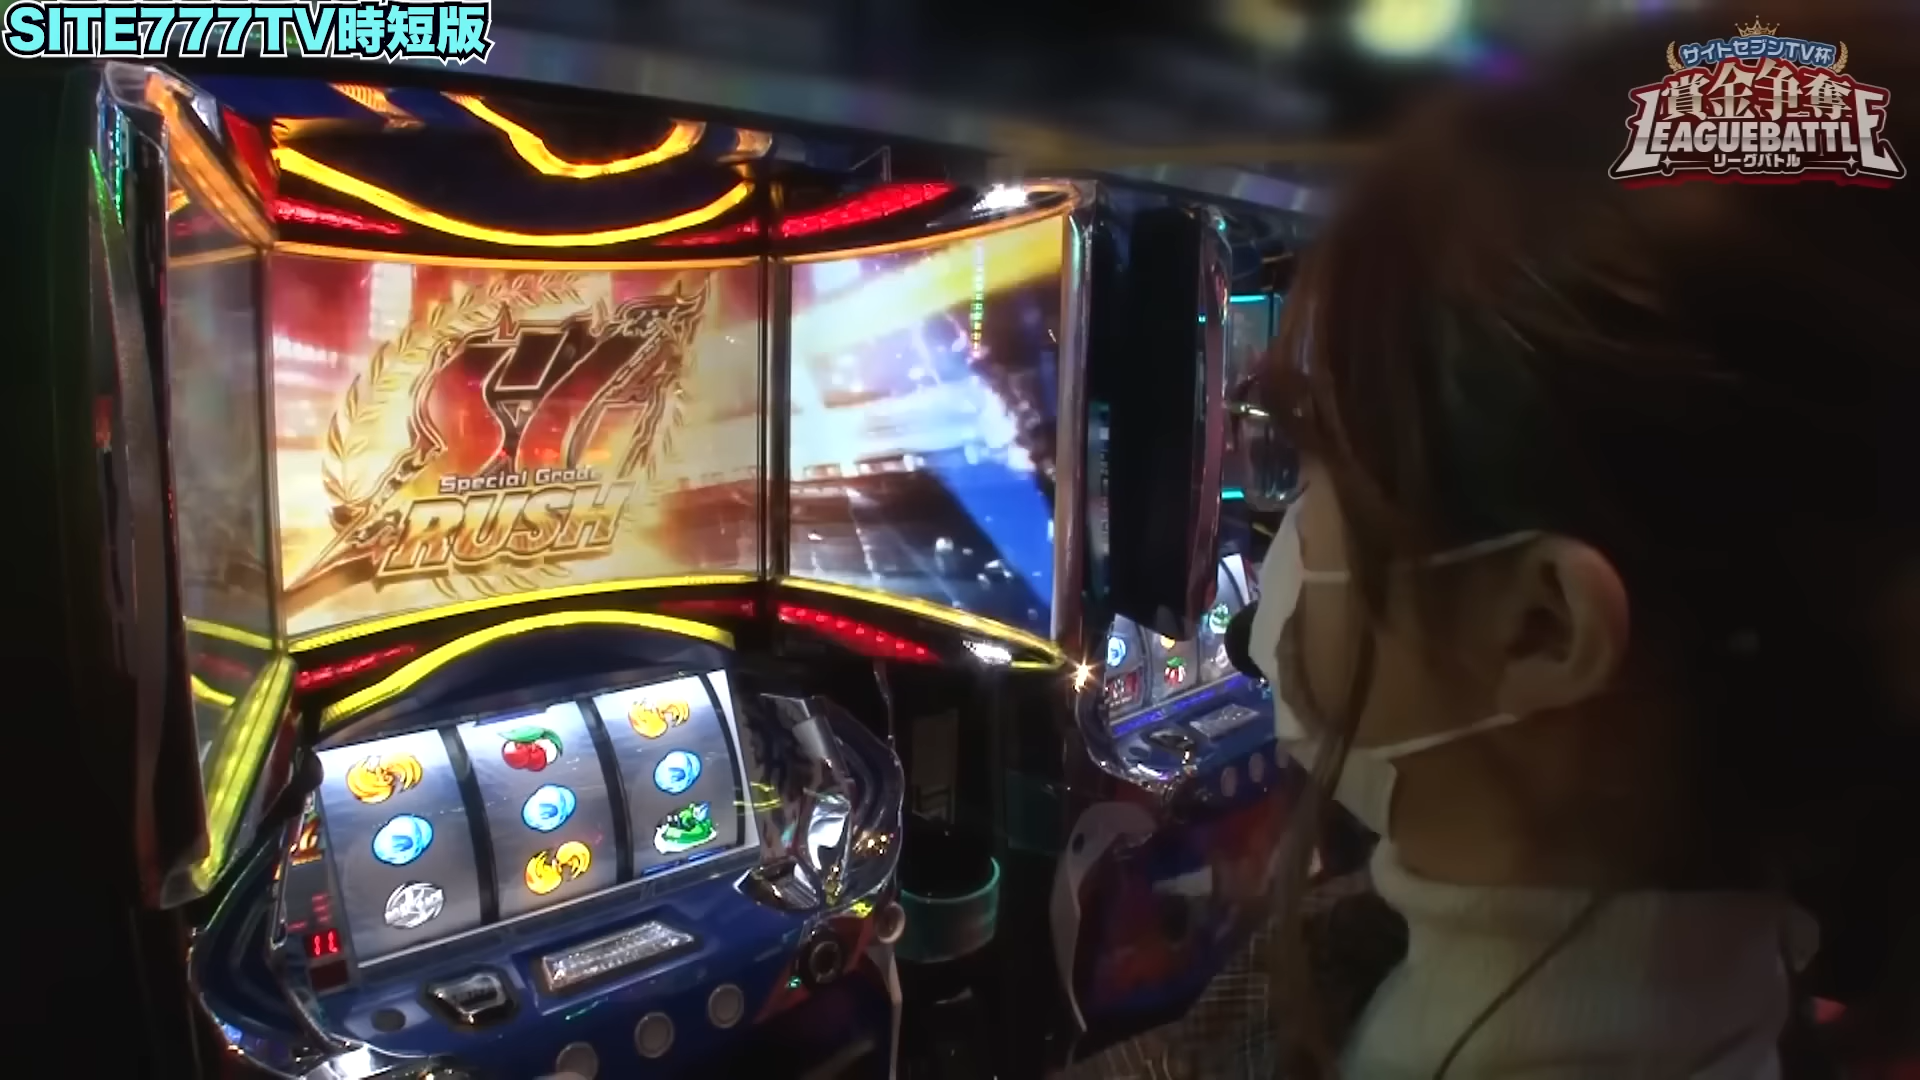 SITE777TV時短版
サイトセブンTV杯
賞金争奪
LEAGUEBATTLE
リーグバトル
Special Grade
RUSH
11